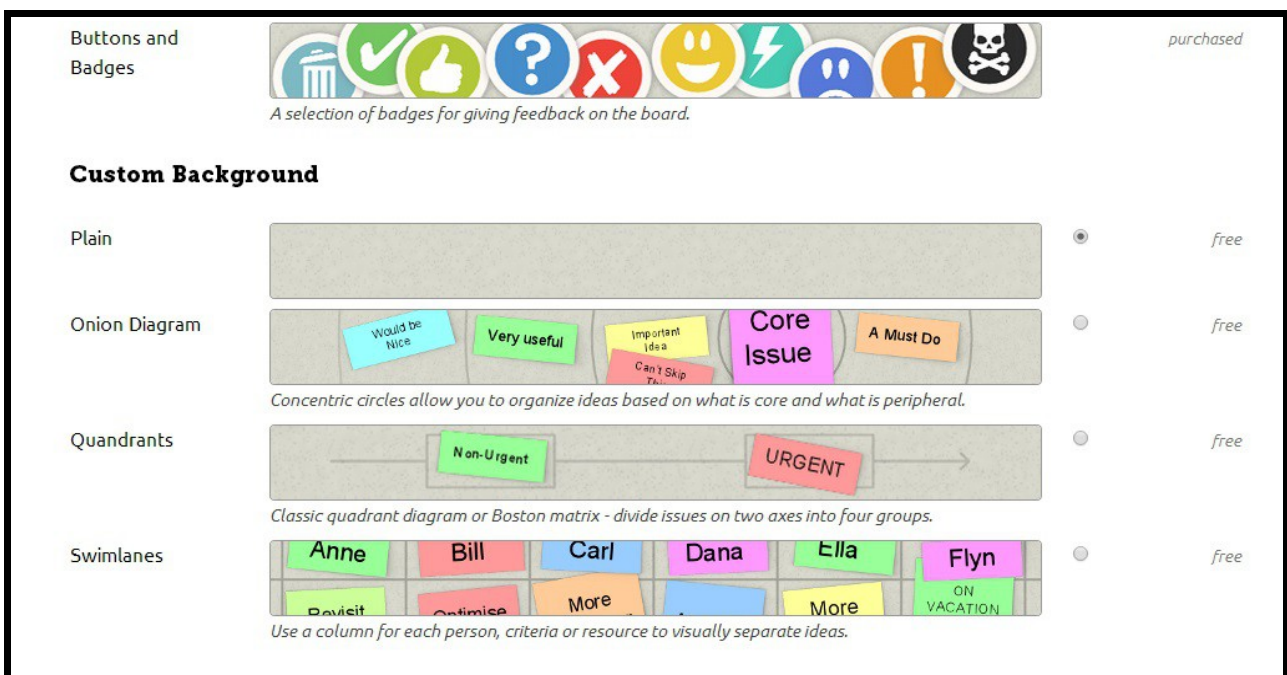 Buttons and
Badges
purchased
A selection of badges for giving feedback on the board.
Custom Background
Plain
free
Onion Diagram
Would be
Nice
Very useful
Important
Idea
Can't Skip
Core
Issue
A Must Do
free
Concentric circles allow you to organize ideas based on what is core and what is peripheral.
Quandrants
Non-Urgent
URGENT
free
Classic quadrant diagram or Boston matrix - divide issues on two axes into four groups.
Swimlanes
Anne
Bill
Carl
Dana
Ella
Flyn
free
Revisit
Optimise
More
More
ON
VACATION
Use a column for each person, criteria or resource to visually separate ideas.